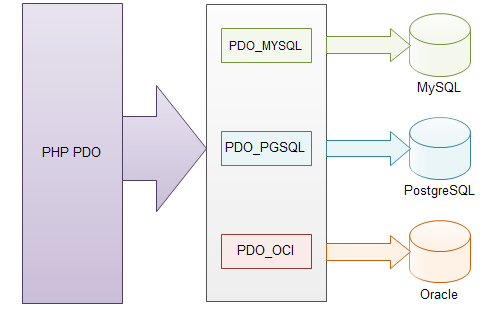 PHP PDO
PDO_MYSQL
MySQL
PDO_PGSQL
PostgreSQL
PDO_OCI
Oracle